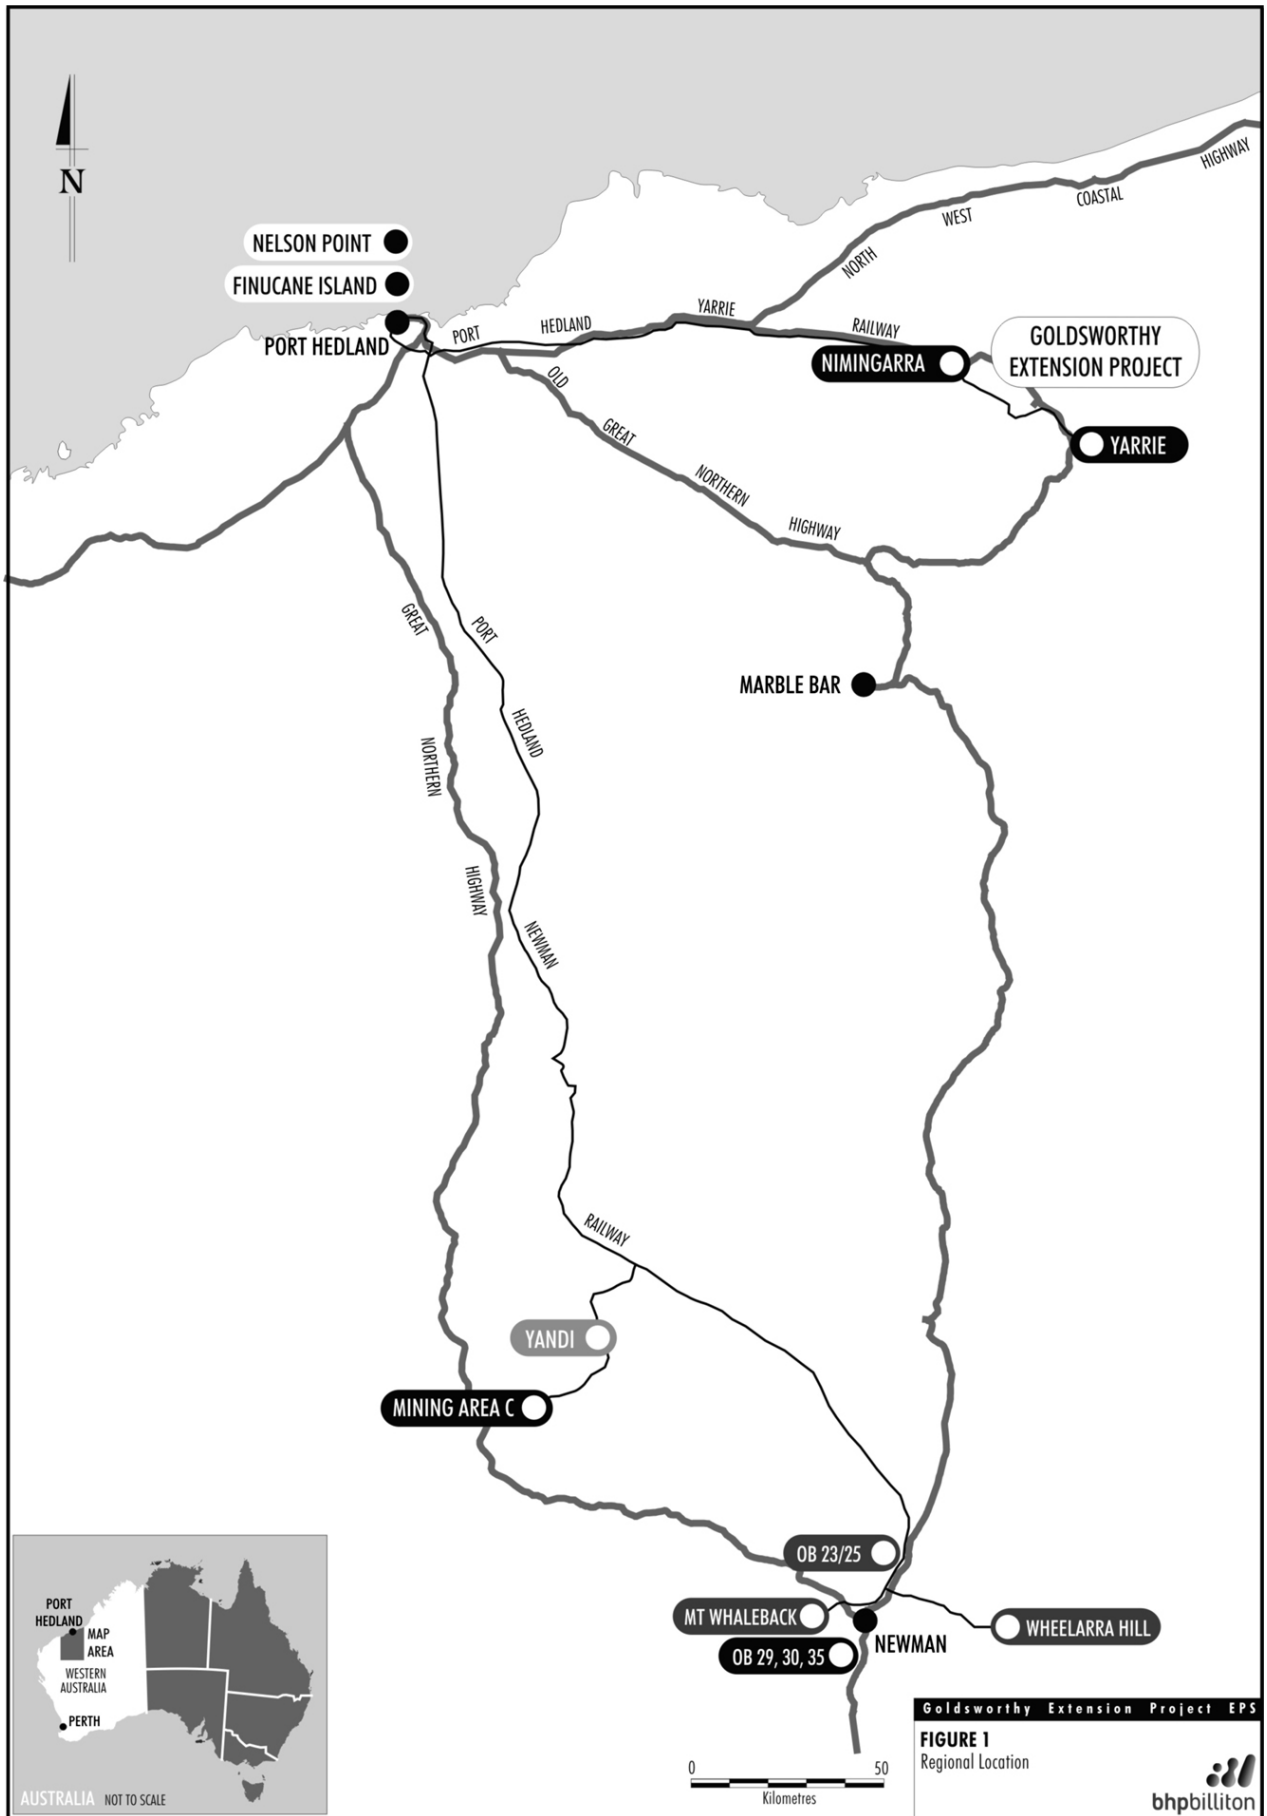 N
NELSON POINT
FINUCANE ISLAND
PORT HEDLAND
PORT
HEDLAND
YARRIE
RAILWAY
NORTH
WEST
COASTAL
HIGHWAY
GOLDSWORTHY
EXTENSION PROJECT
NIMINGARRA
YARRIE
OLD
GREAT
NORTHERN
HIGHWAY
MARBLE BAR
GREAT
NORTHERN
HIGHWAY
PORT
HEDLAND
NEWMAN
RAILWAY
YANDI
MINING AREA C
OB 23/25
MT WHALEBACK
OB 29, 30, 35
NEWMAN
WHEELARRA HILL
PORT
HEDLAND
MAP
AREA
WESTERN
AUSTRALIA
PERTH
AUSTRALIA NOT TO SCALE
0 50
Kilometres
Goldsworthy Extension Project EPS
FIGURE 1
Regional Location
bhpbilliton